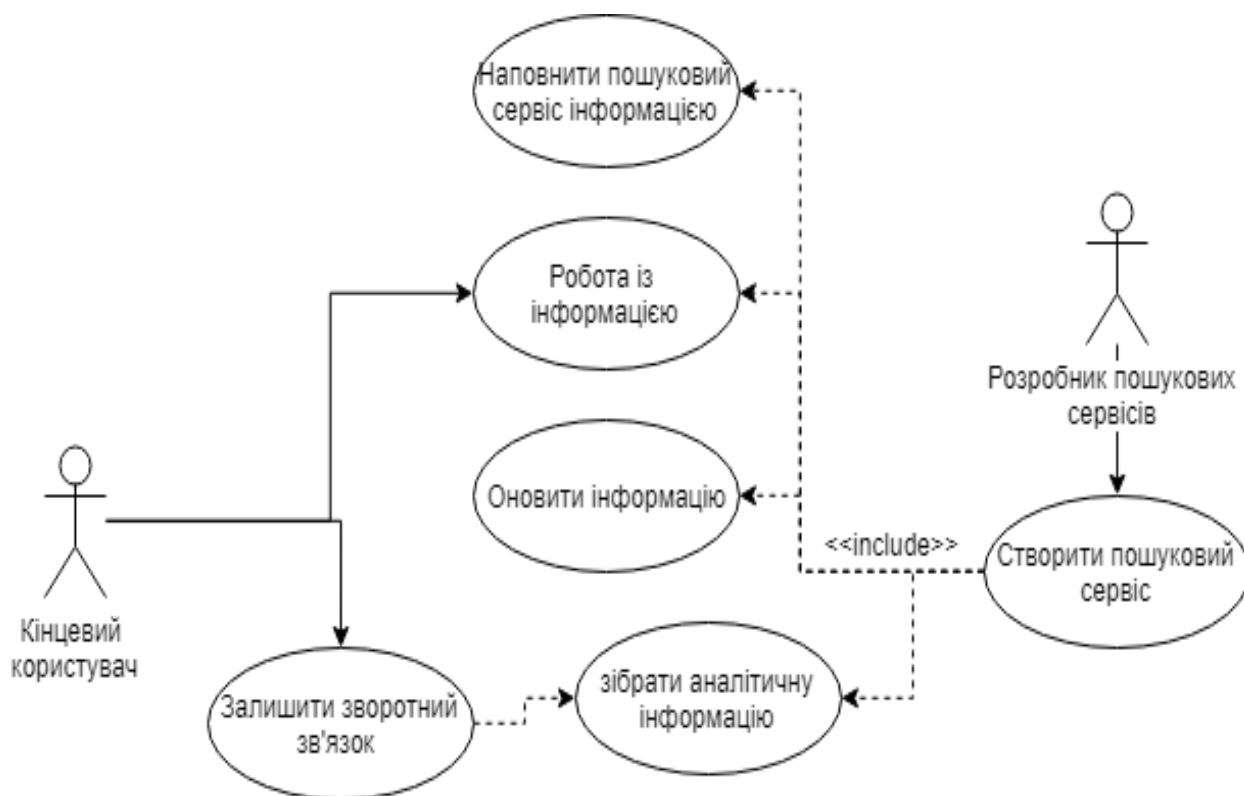 Наповнити пошуковий
сервіс інформацією
Робота із
інформацією
Розробник пошукових
сервісів
Оновити інформацію
<<include>>
Створити пошуковий
сервіс
Кінцевий
користувач
Залишити зворотний
зв'язок
зібрати аналітичну
інформацію